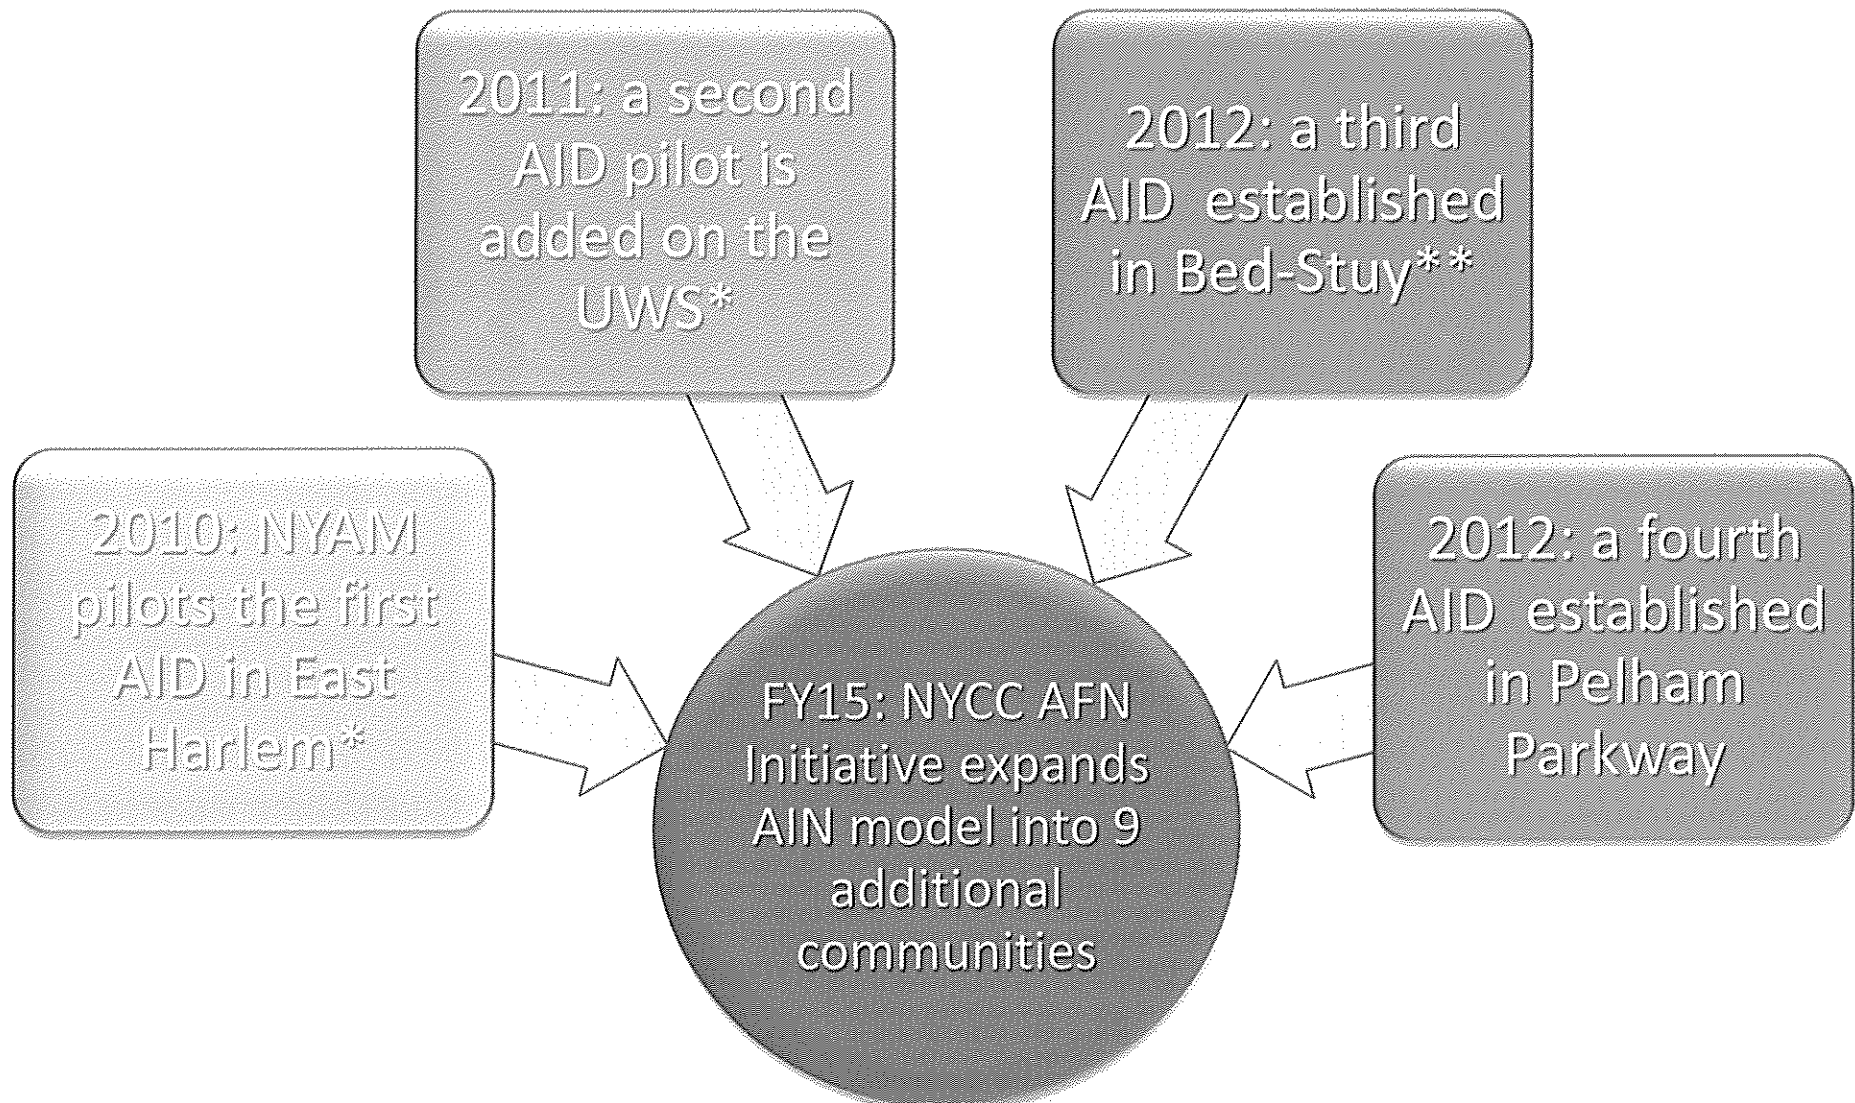 2010: NYAM
pilots the first
AID in East
Harlem*
2011: a second
AID pilot is
added on the
UWS*
2012: a third
AID established
in Bed-Stuy**
2012: a fourth
AID established
in Pelham
Parkway
FY15: NYCC AFN
Initiative expands
AIN model into 9
additional
communities